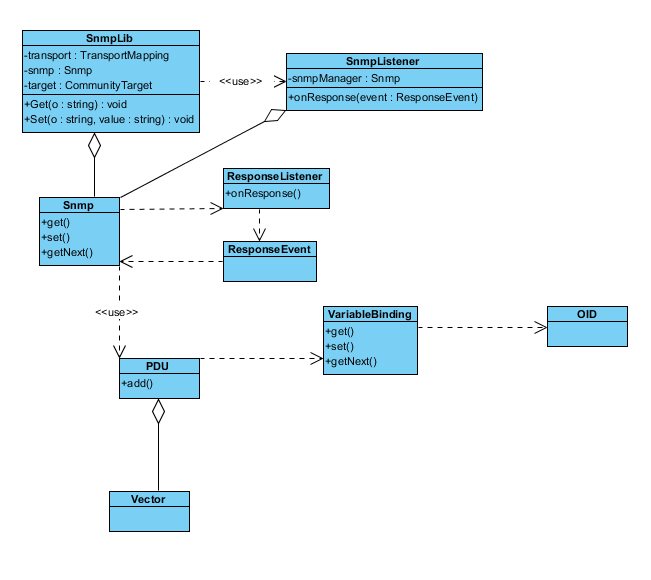 SnmpLib
-transport : TransportMapping
-snmp : Snmp
-target : CommunityTarget
+Get(o : string) : void
+Set(o : string, value : string) : void
<<use>>
SnmpListener
-snmpManager : Snmp
+onResponse(event : ResponseEvent)
ResponseListener
+onResponse()
Snmp
+get()
+set()
+getNext()
ResponseEvent
<<use>>
VariableBinding
+get()
+set()
+getNext()
OID
PDU
+add()
Vector